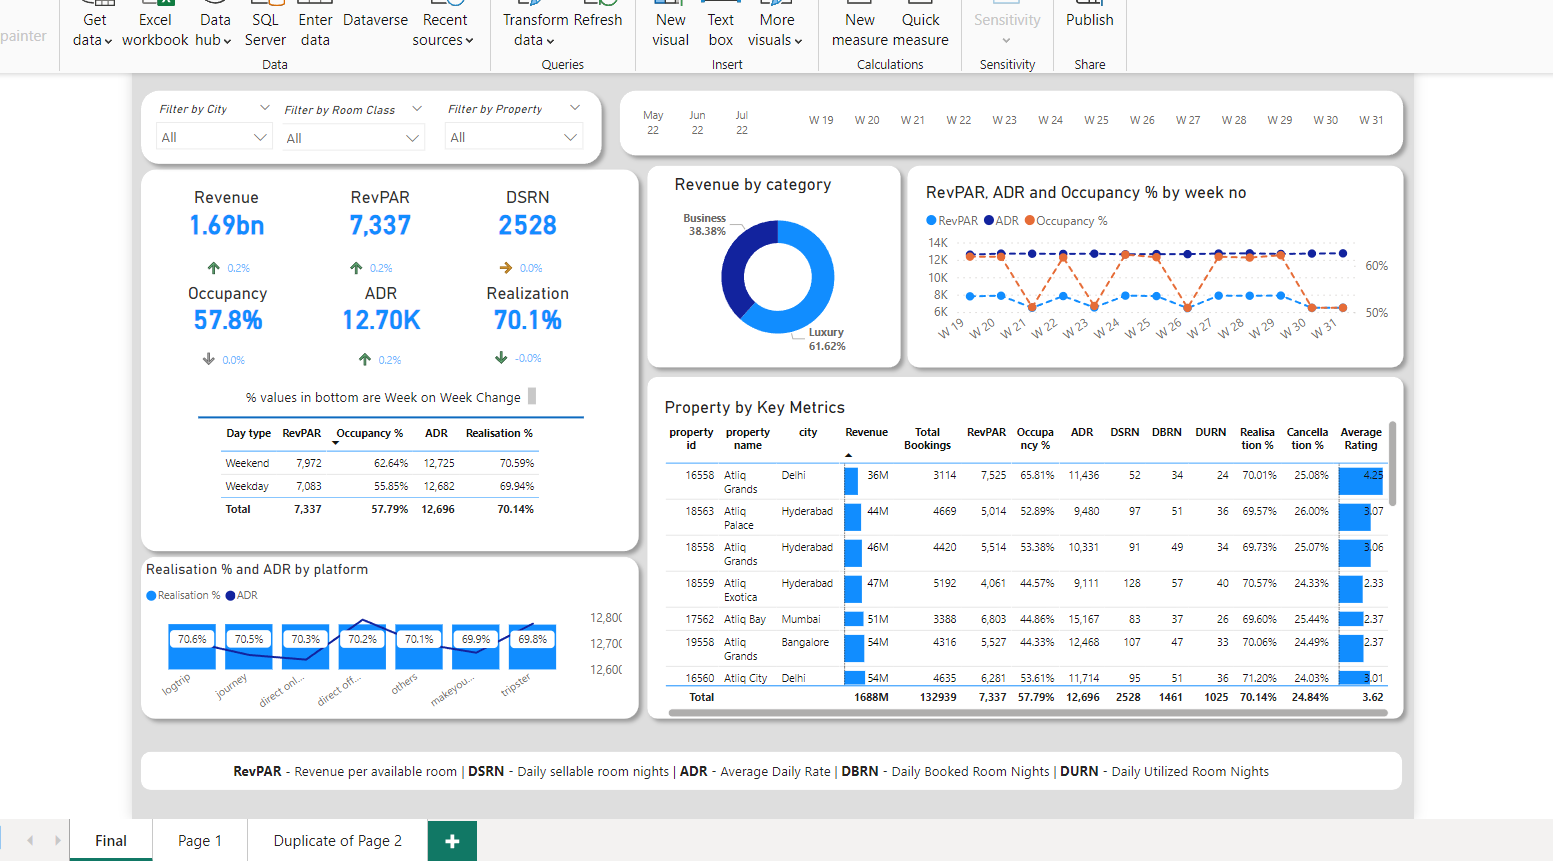 painter
Get data
Excel workbook
Data hub
SQL Server
Enter data
Dataverse
Recent sources
Transform data
Refresh
New visual
Text box
More visuals
New measure
Quick measure
Sensitivity
Publish
Data
Queries
Insert
Calculations
Sensitivity
Share
Filter by City
Filter by Room Class
Filter by Property
All
All
All
May 22
Jun 22
Jul 22
W 19 W 20 W 21 W 22 W 23 W 24 W 25 W 26 W 27 W 28 W 29 W 30 W 31
Revenue
1.69bn
0.2%
RevPAR
7,337
0.2%
DSRN
2528
0.0%
Occupancy
57.8%
0.0%
ADR
12.70K
0.2%
Realization
70.1%
-0.0%
% values in bottom are Week on Week Change
Day type RevPAR Occupancy % ADR Realisation %
Weekend 7,972 62.64% 12,725 70.59%
Weekday 7,083 55.85% 12,682 69.94%
Total 7,337 57.79% 12,696 70.14%
Revenue by category
Business
38.38%
Luxury
61.62%
RevPAR, ADR and Occupancy % by week no
RevPAR ADR Occupancy %
14K
12K
10K
8K
6K
60%
50%
W 19 W 20 W 21 W 22 W 23 W 24 W 25 W 26 W 27 W 28 W 29 W 30 W 31
Realisation % and ADR by platform
Realisation % ADR
70.6% 70.5% 70.3% 70.2% 70.1% 69.9% 69.8%
12,800
12,700
12,600
logtrip journey direct onl... direct off... others makeyou... tripster
Property by Key Metrics
property id property name city Revenue Total Bookings RevPAR Occupa ncy % ADR DSRN DBRN DURN Realisa tion % Cancella tion % Average Rating
16558 Atliq Grands Delhi 36M 3114 7,525 65.81% 11,436 52 34 24 70.01% 25.08% 4.25
18563 Atliq Palace Hyderabad 44M 4669 5,014 52.89% 9,480 97 51 36 69.57% 26.00% 3.07
18558 Atliq Grands Hyderabad 46M 4420 5,514 53.38% 10,331 91 49 34 69.73% 25.07% 3.06
18559 Atliq Exotica Hyderabad 47M 5192 4,061 44.57% 9,111 128 57 40 70.57% 24.33% 2.33
17562 Atliq Bay Mumbai 51M 3388 6,803 44.86% 15,167 83 37 26 69.60% 25.44% 2.37
19558 Atliq Grands Bangalore 54M 4316 5,527 44.33% 12,468 107 47 33 70.06% 24.49% 2.37
16560 Atliq City Delhi 54M 4635 6,281 53.61% 11,714 95 51 36 71.20% 24.03% 3.01
Total 1688M 132939 7,337 57.79% 12,696 2528 1461 1025 70.14% 24.84% 3.62
RevPAR - Revenue per available room | DSRN - Daily sellable room nights | ADR - Average Daily Rate | DBRN - Daily Booked Room Nights | DURN - Daily Utilized Room Nights
Final
Page 1
Duplicate of Page 2